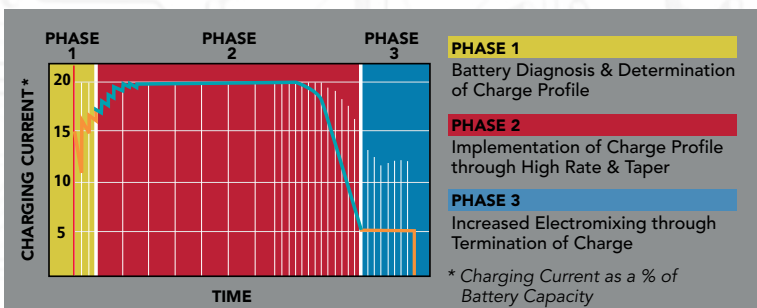 PHASE
1
PHASE
2
PHASE
3
CHARGING CURRENT*
20
15
10
5
TIME
PHASE 1
Battery Diagnosis & Determination
of Charge Profile
PHASE 2
Implementation of Charge Profile
through High Rate & Taper
PHASE 3
Increased Electromixing through
Termination of Charge
* Charging Current as a % of
Battery Capacity